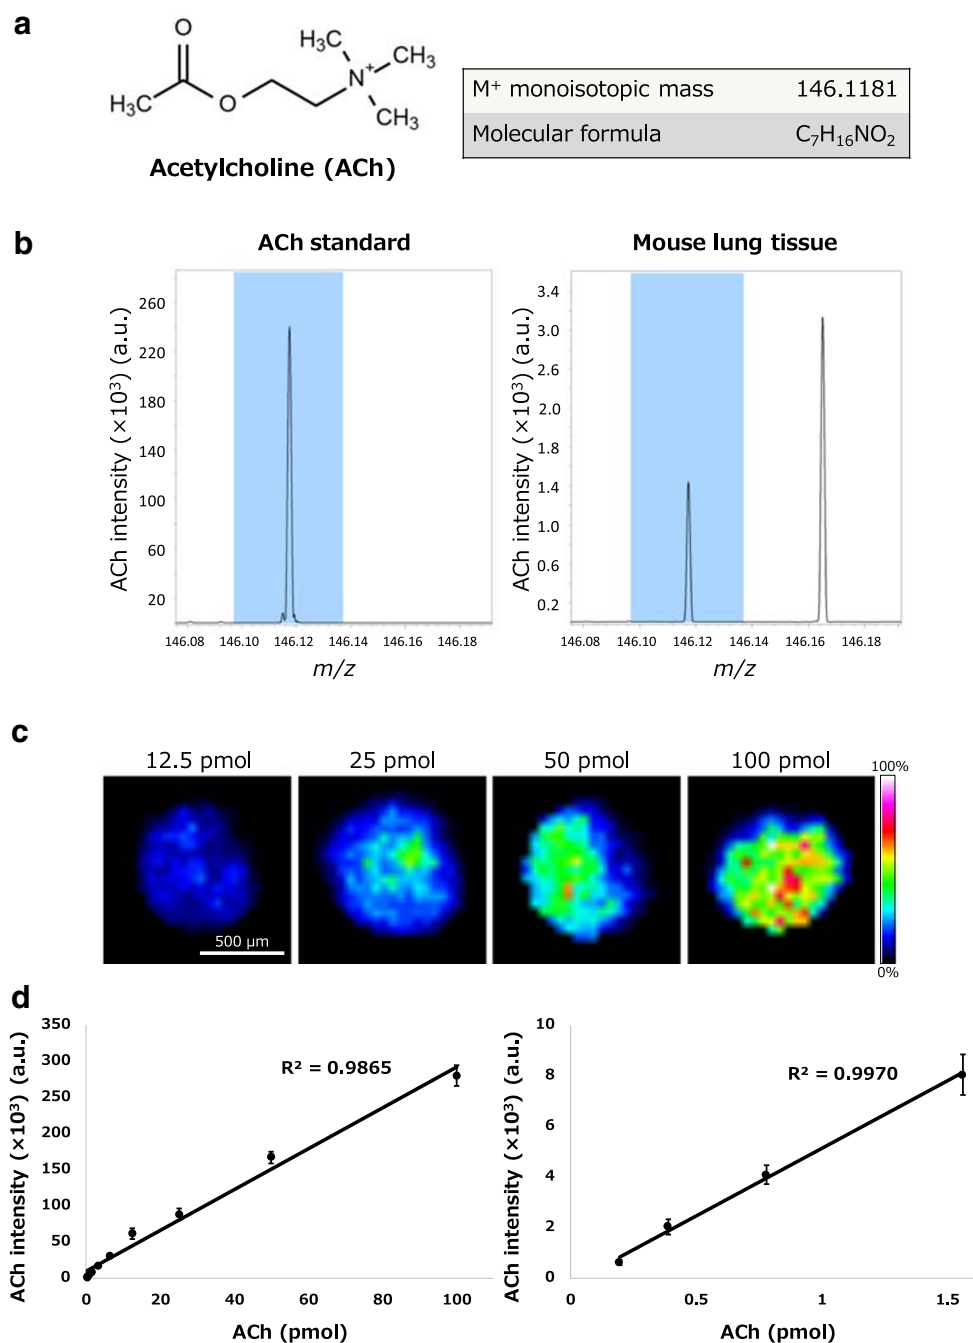 a
O
H₃C
O
H₃C
CH₃
N⁺
CH₃
Acetylcholine (ACh)
M⁺ monoisotopic mass 146.1181
Molecular formula C₇H₁₆NO₂
b
ACh standard
ACh intensity (×10³) (a.u.)
260
220
180
140
100
60
20
146.08 146.10 146.12 146.14 146.16 146.18
m/z
Mouse lung tissue
ACh intensity (×10³) (a.u.)
3.4
3.0
2.6
2.2
1.8
1.4
1.0
0.6
0.2
146.08 146.10 146.12 146.14 146.16 146.18
m/z
c
12.5 pmol 25 pmol 50 pmol 100 pmol
500 μm
100%
0%
d
ACh intensity (×10³) (a.u.)
350
300
250
200
150
100
50
0
R² = 0.9865
0 20 40 60 80 100
ACh (pmol)
ACh intensity (×10³) (a.u.)
10
8
6
4
2
0
R² = 0.9970
0 0.5 1 1.5
ACh (pmol)